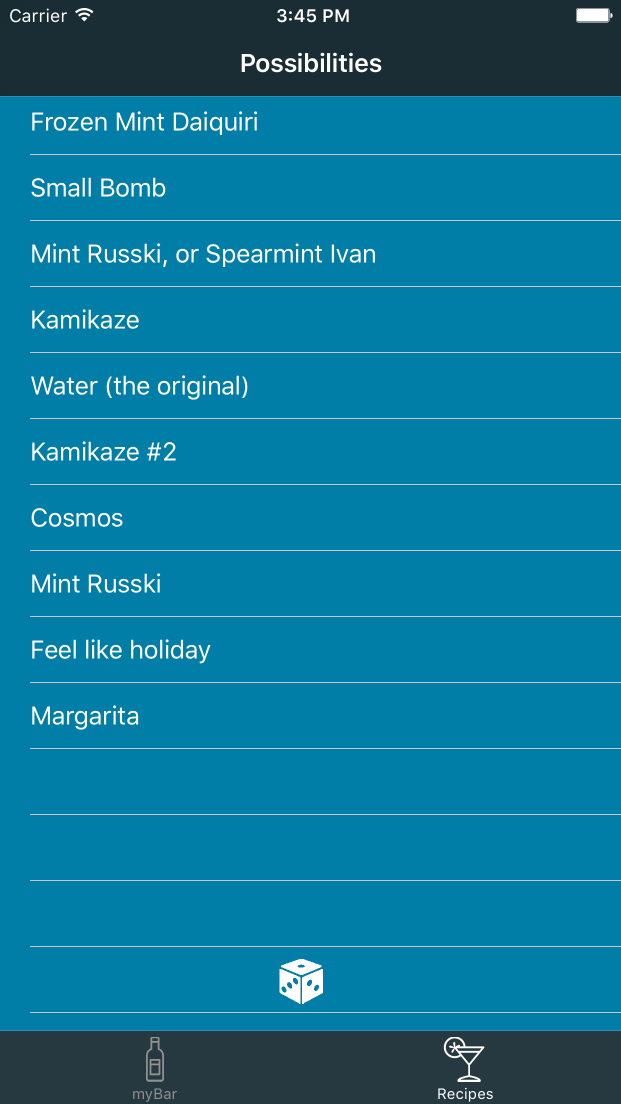 Carrier 3:45 PM
Possibilities
Frozen Mint Daiquiri
Small Bomb
Mint Russki, or Spearmint Ivan
Kamikaze
Water (the original)
Kamikaze #2
Cosmos
Mint Russki
Feel like holiday
Margarita
myBar Recipes